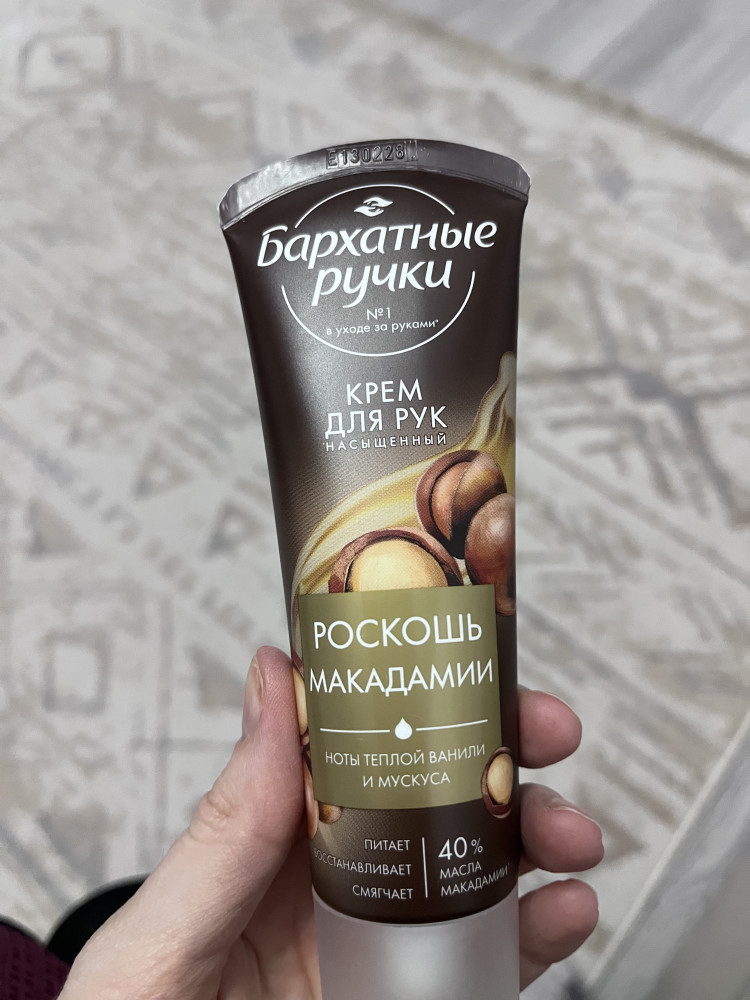 E130228
Бархатные
ручки
№1
в уходе за руками*
КРЕМ
ДЛЯ РУК
НАСЫЩЕННЫЙ
РОСКОШЬ
МАКАДАМИИ
НОТЫ ТЕПЛОЙ ВАНИЛИ
И МУСКУСА
ПИТАЕТ
ВОССТАНАВЛИВАЕТ
СМЯГЧАЕТ
40%
МАСЛА
МАКАДАМИИ*